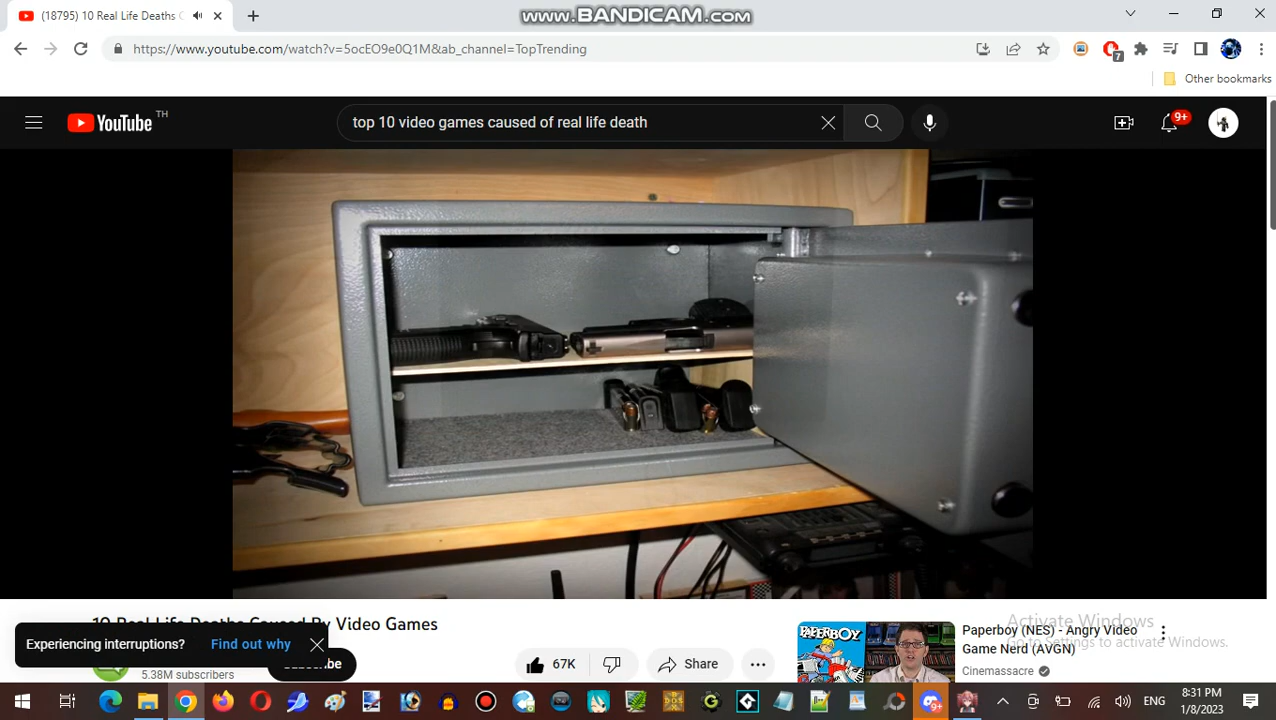 www.BANDICAM.com
(18795) 10 Real Life Deaths C
https://www.youtube.com/watch?v=5ocEO9e0Q1M&ab_channel=TopTrending
7
Other bookmarks
YouTube TH
top 10 video games caused of real life death
9+
10 Real Life Deaths Caused By Video Games
Experiencing interruptions? Find out why
5.38M subscribers
Subscribe
67K
Share
PAPERBOY
Paperboy (NES) - Angry Video
Game Nerd (AVGN)
Cinemassacre
Activate Windows
Go to Settings to activate Windows.
9+
ENG
8:31 PM
1/8/2023